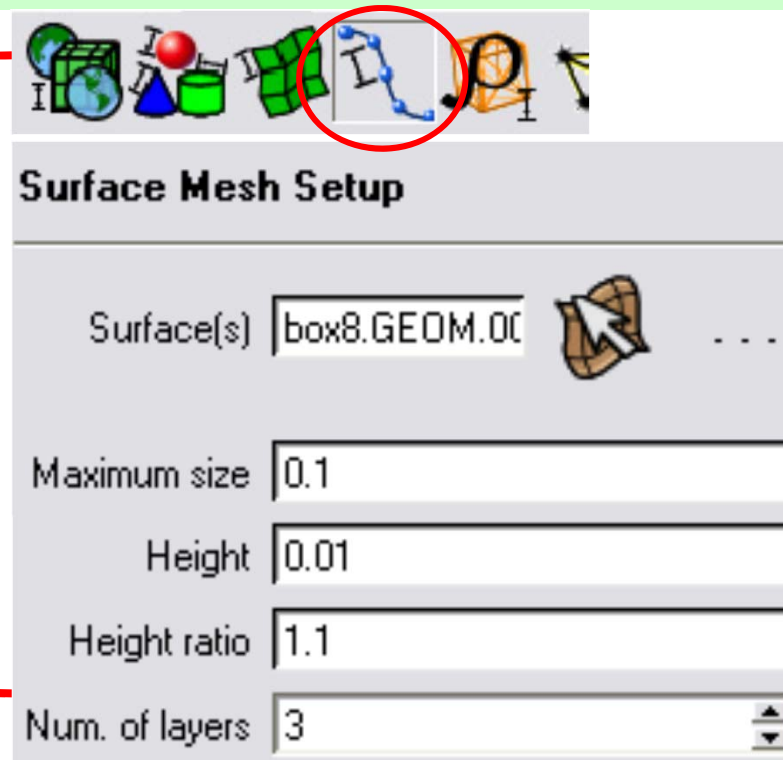 Surface Mesh Setup
Surface(s) box8.GEOM.00
Maximum size 0.1
Height 0.01
Height ratio 1.1
Num. of layers 3